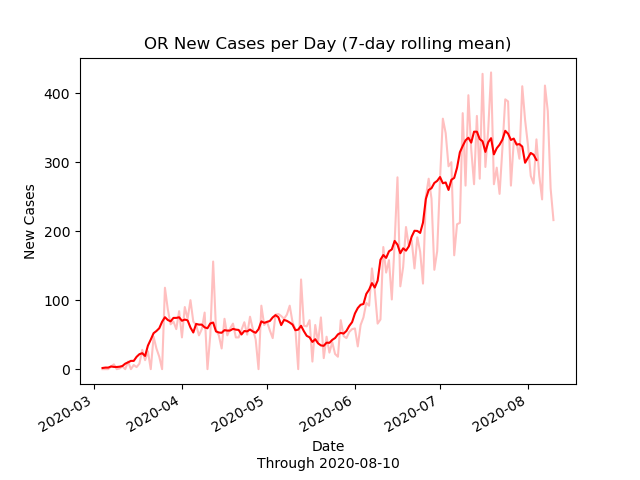 OR New Cases per Day (7-day rolling mean)
New Cases
400
300
200
100
0
2020-03
2020-04
2020-05
2020-06
2020-07
2020-08
Date
Through 2020-08-10